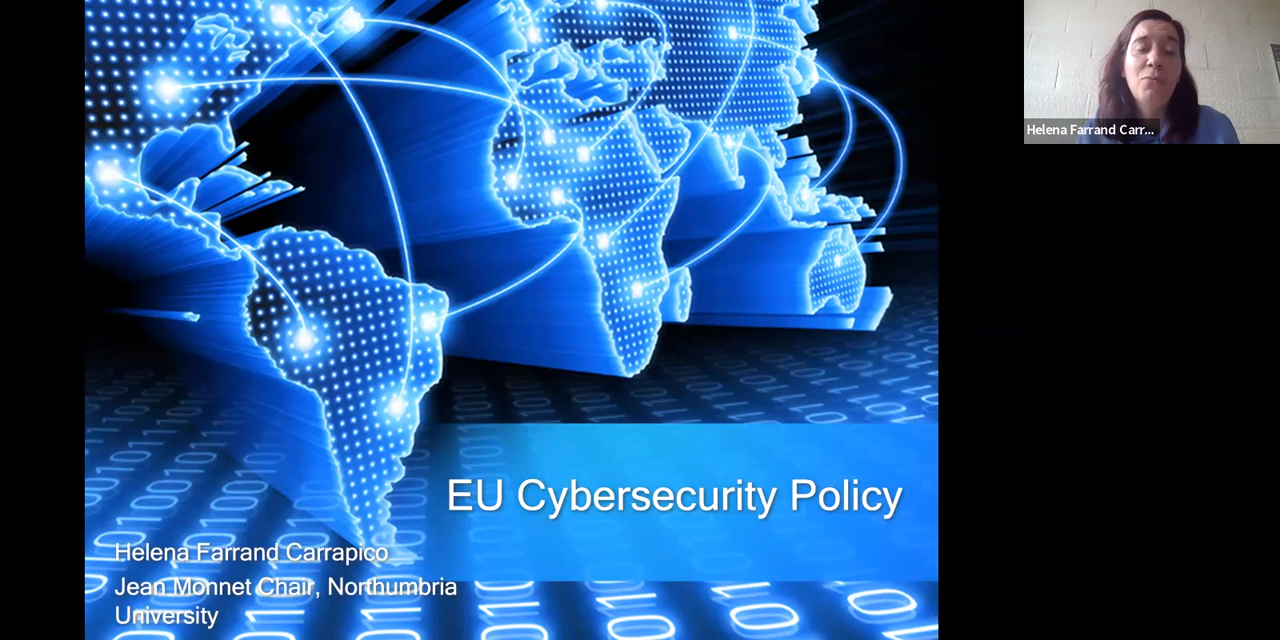 Helena Farrand Carr...
EU Cybersecurity Policy
Helena Farrand Carrapico
Jean Monnet Chair, Northumbria
University